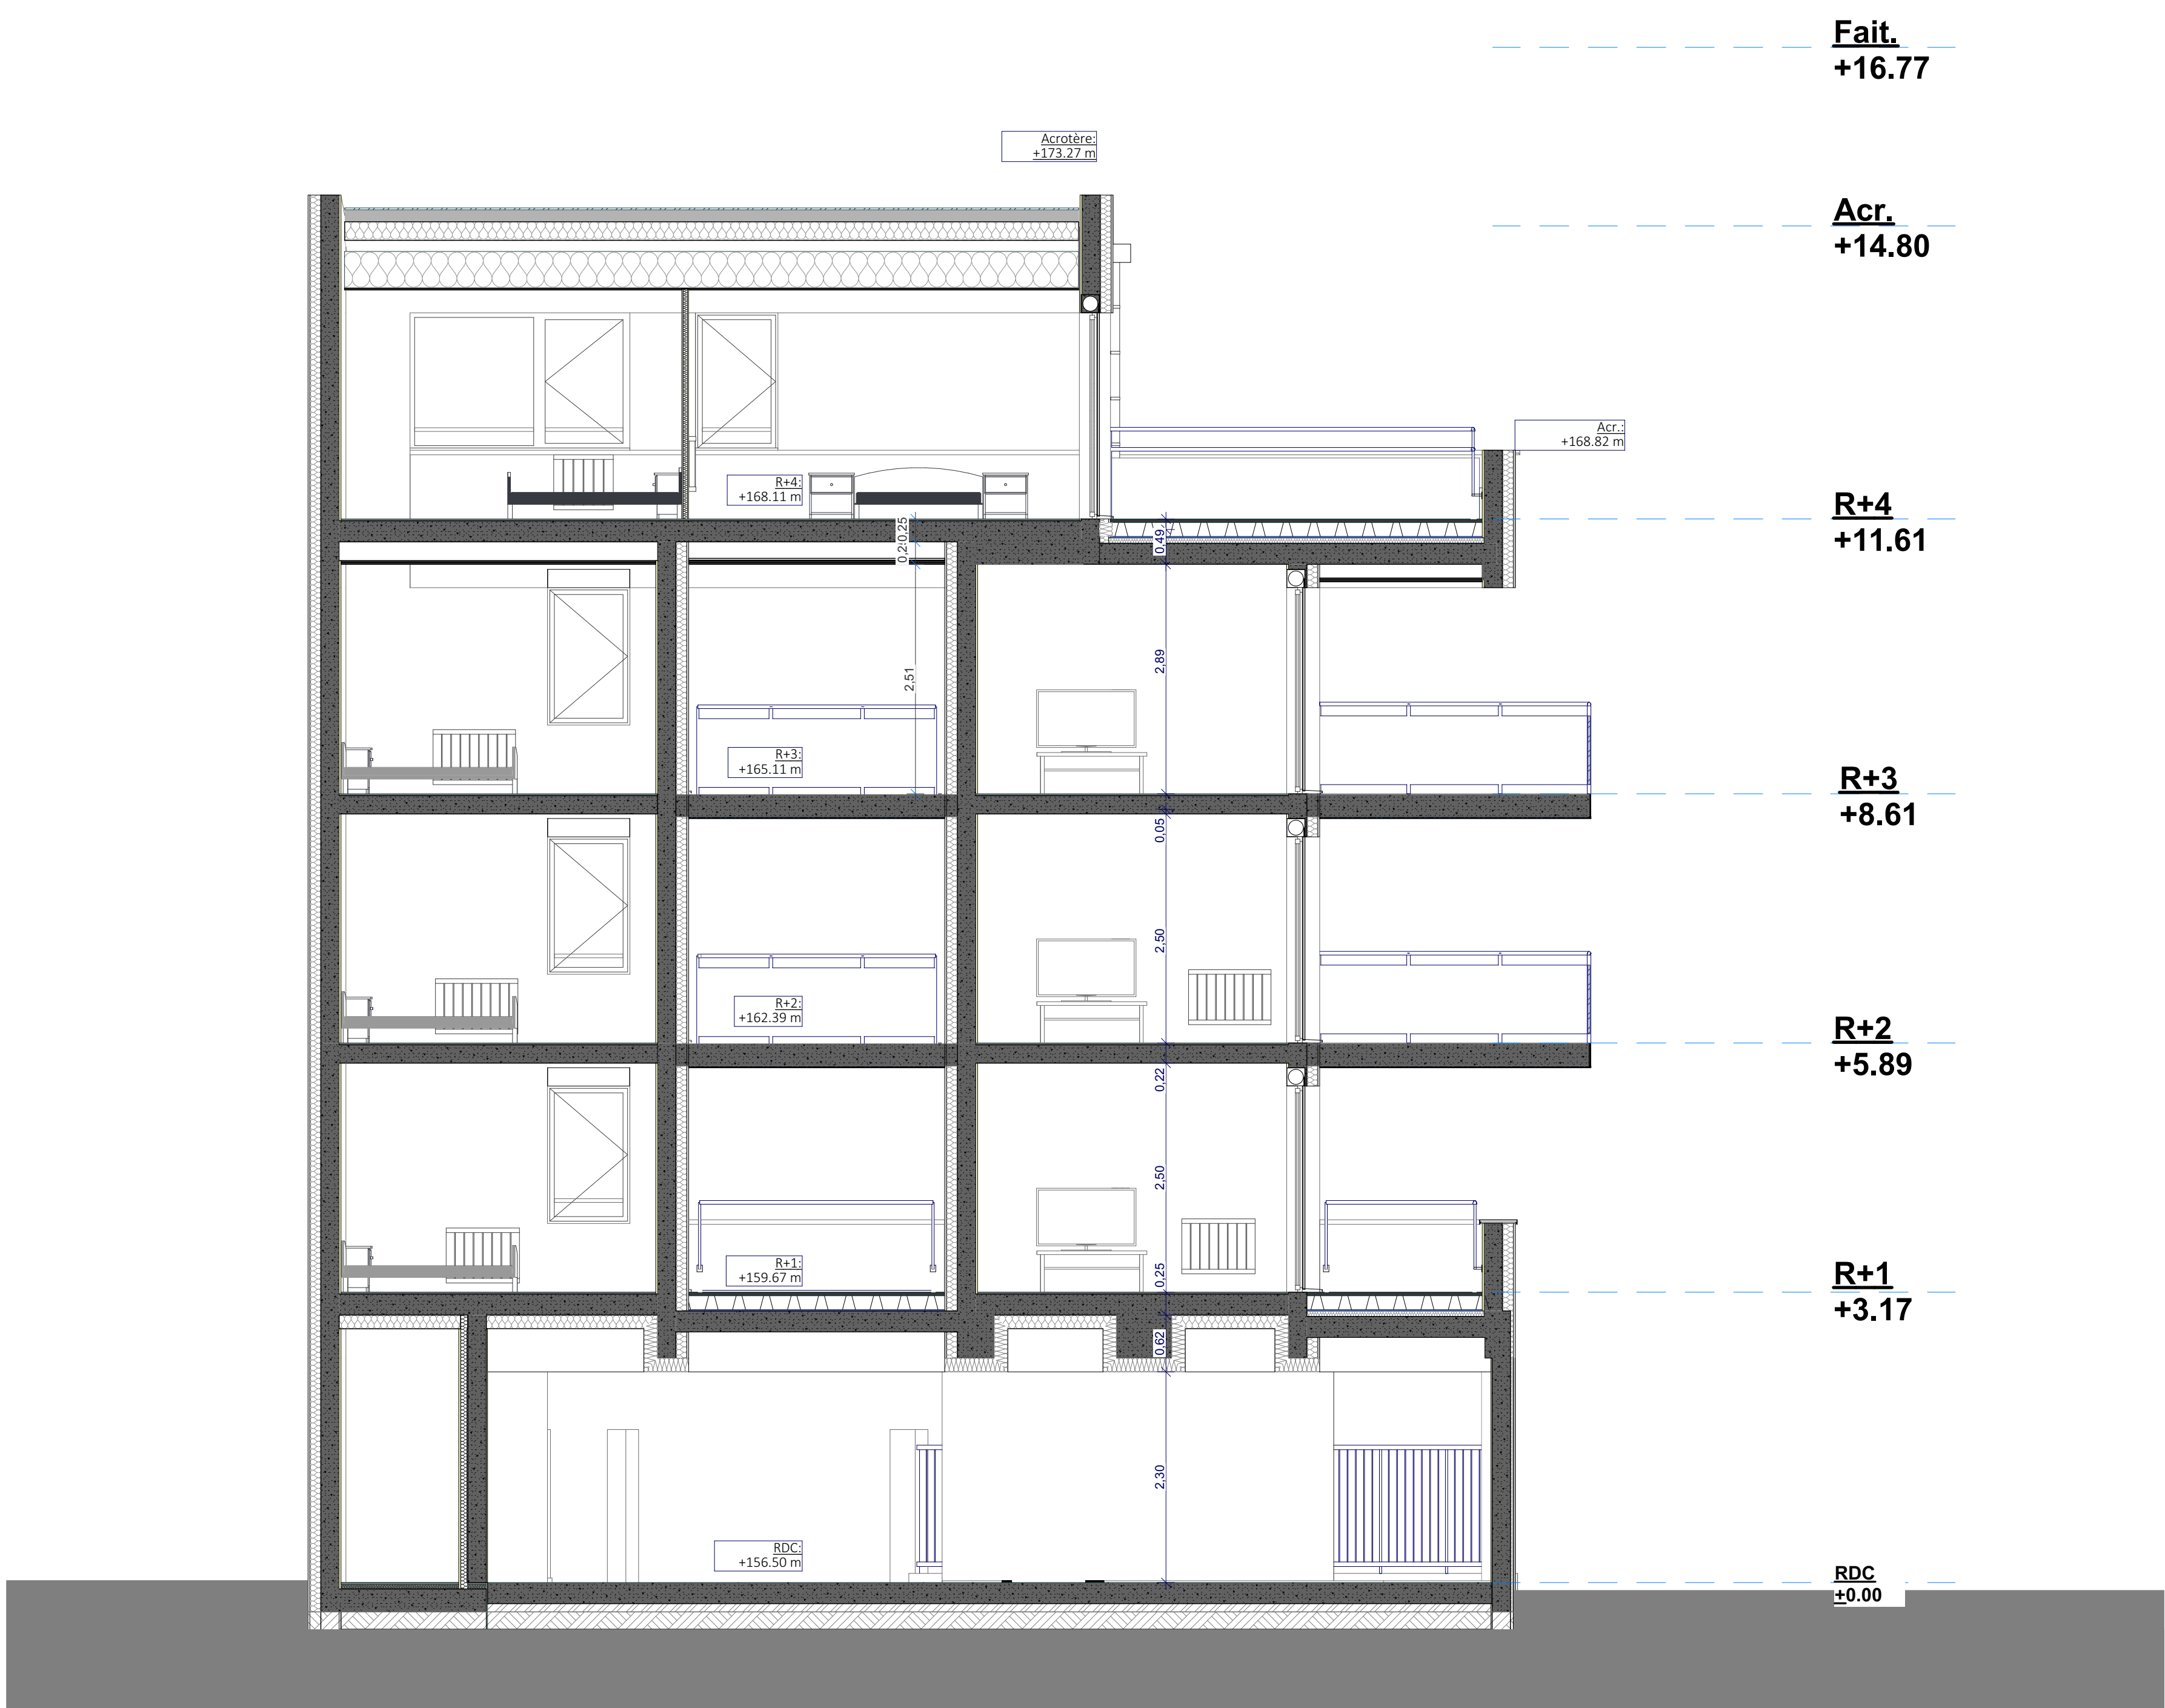 Fait.
+16.77
Acrotère:
+173.27 m
Acr.
+14.80
Acr.:
+168.82 m
R+4:
+168.11 m
R+4
+11.61
0,25
0,2
0,49
2,89
2,51
R+3:
+165.11 m
R+3
+8.61
0,05
2,50
R+2:
+162.39 m
R+2
+5.89
0,22
2,50
R+1:
+159.67 m
0,25
R+1
+3.17
0,62
2,30
RDC:
+156.50 m
RDC
+0.00